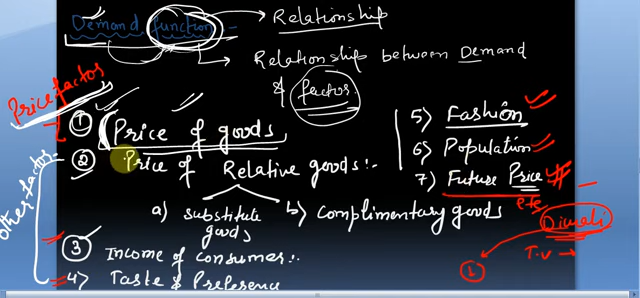 Demand function - → Relationship
→ Relationship between Demand
& factors
Price factor
① Price of goods
② Price of Relative goods :-
a) substitute goods
b) Complimentary goods
③ Income of consumer :-
4) Taste & Preference
other factors
5) Fashion
6) Population
7) Future Price
etc
Diwali
T.V →